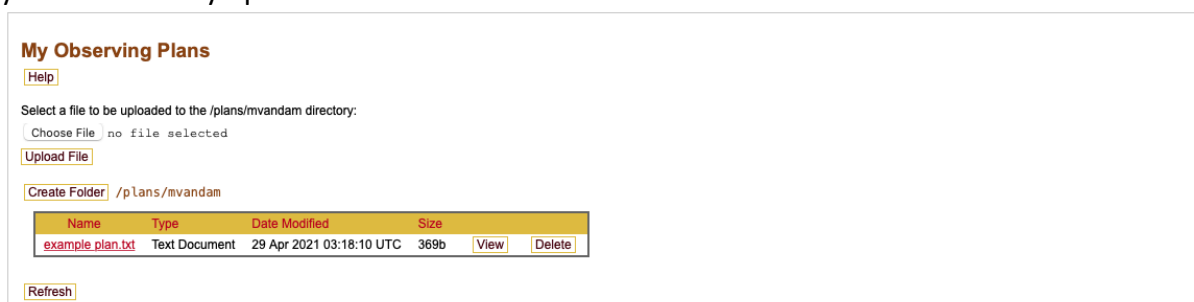 My Observing Plans
Help
Select a file to be uploaded to the /plans/mvandam directory:
Choose File no file selected
Upload File
Create Folder /plans/mvandam
Name Type Date Modified Size
example plan.txt Text Document 29 Apr 2021 03:18:10 UTC 369b View Delete
Refresh